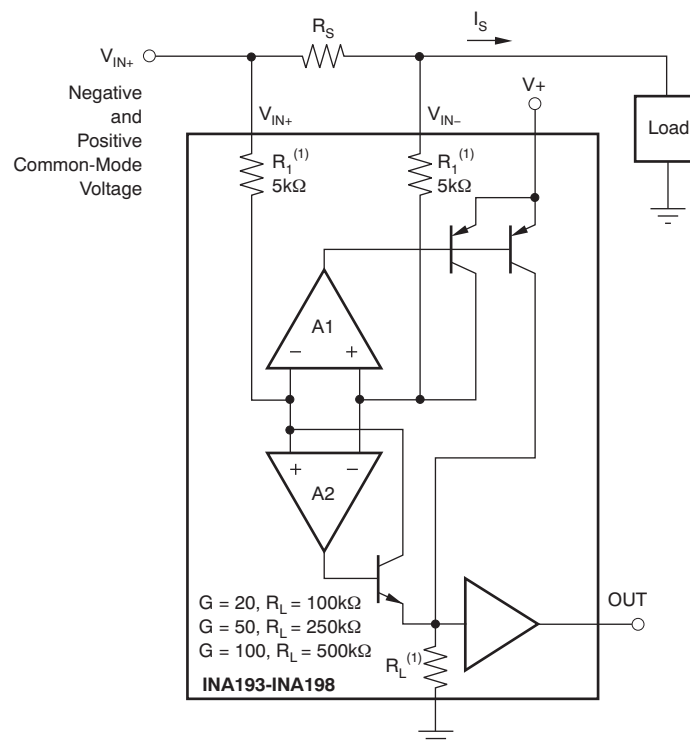 R_S
I_S
V_IN+
V+
Negative
and
Positive
Common-Mode
Voltage
V_IN+
V_IN−
Load
R_1^(1)
5kΩ
R_1^(1)
5kΩ
A1
− +
+ −
A2
G = 20, R_L = 100kΩ
G = 50, R_L = 250kΩ
G = 100, R_L = 500kΩ
OUT
R_L^(1)
INA193-INA198